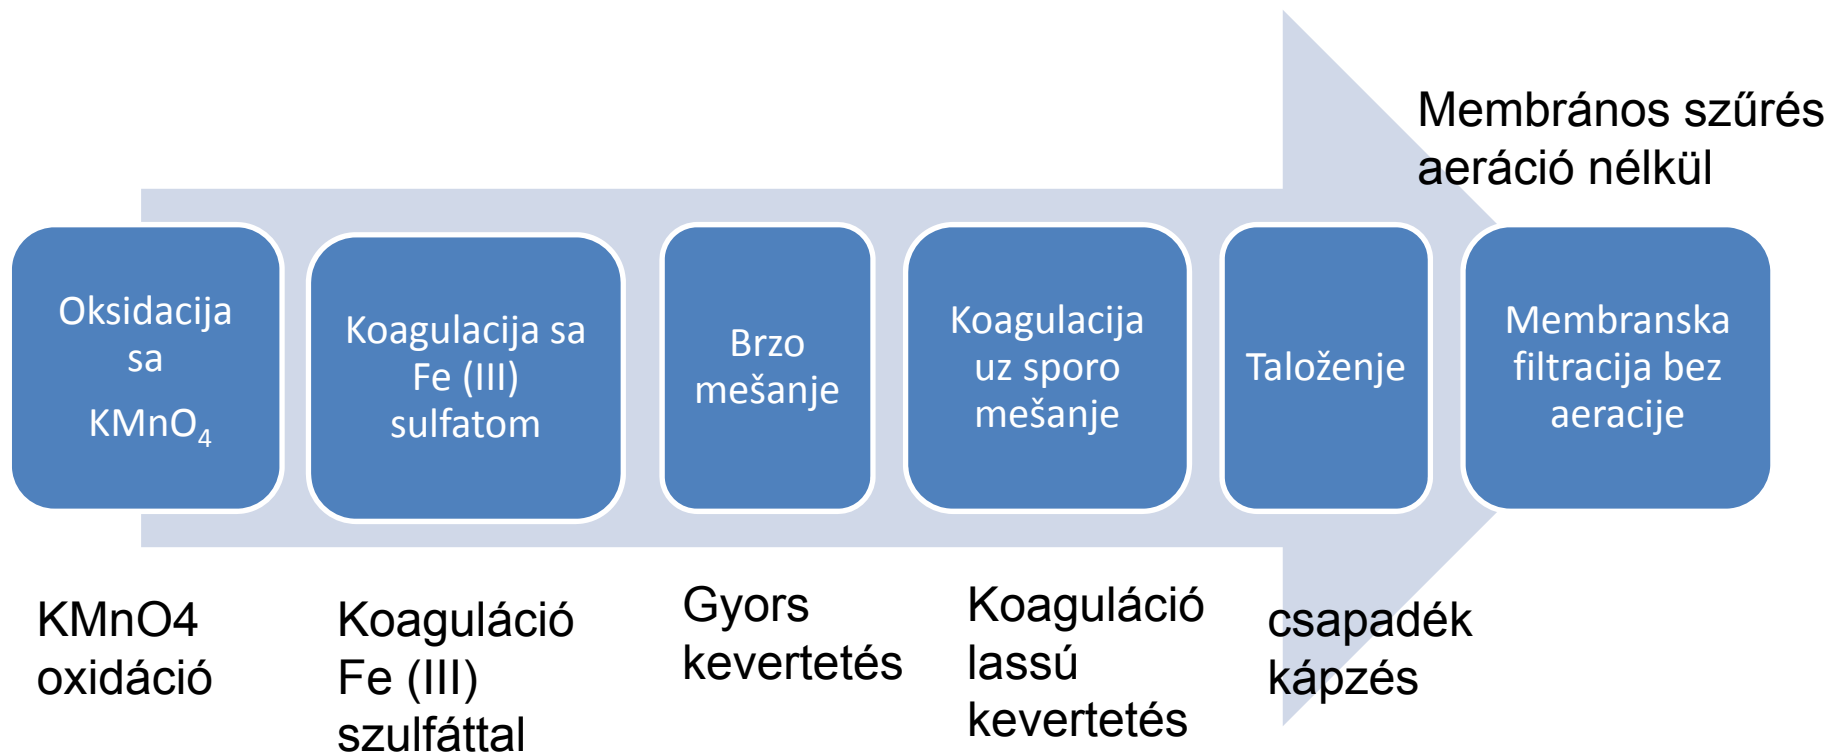 Membrános szűrés
aeráció nélkül
Oksidacija
sa
KMnO₄
Koagulacija sa
Fe (III)
sulfatom
Brzo
mešanje
Koagulacija
uz sporo
mešanje
Taloženje
Membranska
filtracija bez
aeracije
KMnO4
oxidáció
Koaguláció
Fe (III)
szulfáttal
Gyors
kevertetés
Koaguláció
lassú
kevertetés
csapadék
kápzés